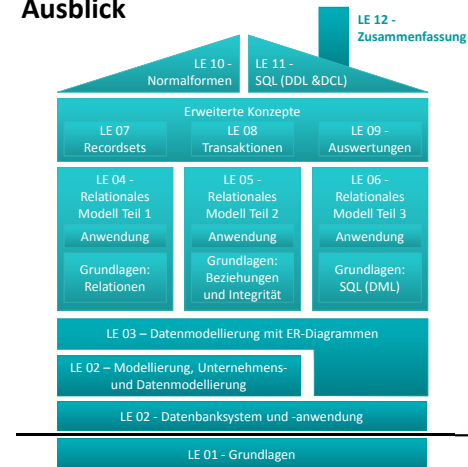 Ausblick
LE 12 -
Zusammenfassung
LE 10 -
Normalformen
LE 11 -
SQL (DDL &DCL)
Erweiterte Konzepte
LE 07
Recordsets
LE 08
Transaktionen
LE 09 -
Auswertungen
LE 04 -
Relationales
Modell Teil 1
Anwendung
Grundlagen:
Relationen
LE 05 -
Relationales
Modell Teil 2
Anwendung
Grundlagen:
Beziehungen
und Integrität
LE 06 -
Relationales
Modell Teil 3
Anwendung
Grundlagen:
SQL (DML)
LE 03 – Datenmodellierung mit ER-Diagrammen
LE 02 – Modellierung, Unternehmens-
und Datenmodellierung
LE 02 - Datenbanksystem und -anwendung
LE 01 - Grundlagen